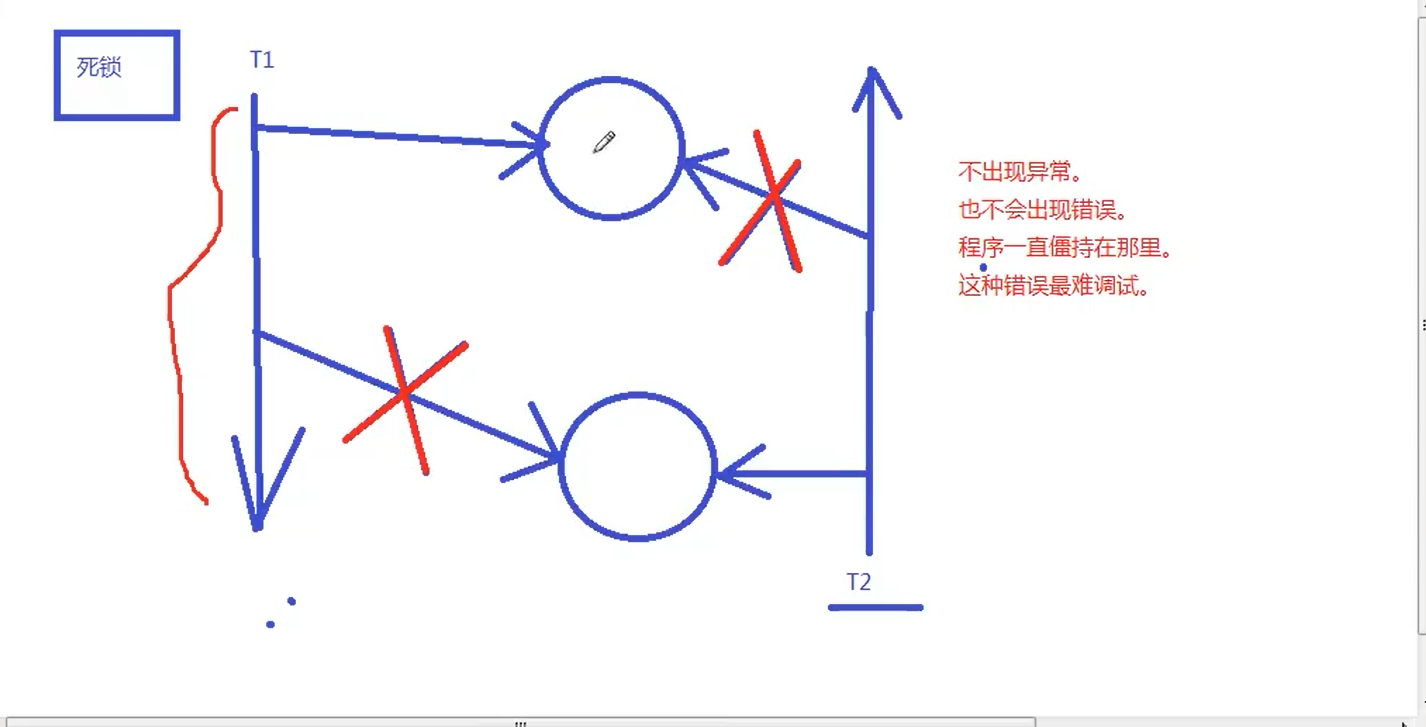 死锁
T1
不出现异常。
也不会出现错误。
程序一直僵持在那里。
这种错误最难调试。
T2